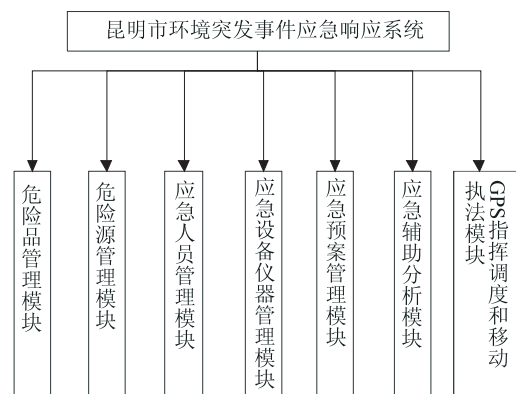 昆明市环境突发事件应急响应系统
危险品管理模块
危险源管理模块
应急人员管理模块
应急设备仪器管理模块
应急预案管理模块
应急辅助分析模块
GPS指挥调度和移动
执法模块